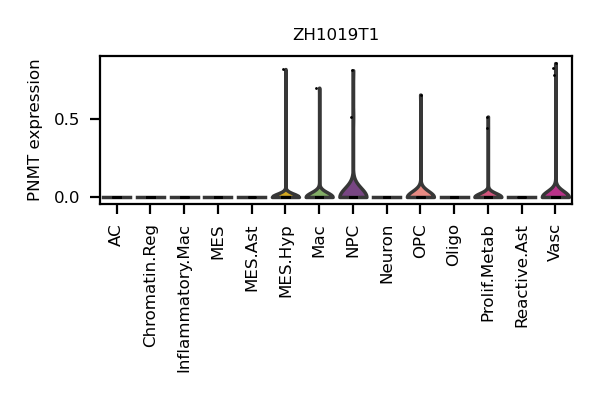 ZH1019T1
PNMT expression
0.5
0.0
AC
Chromatin.Reg
Inflammatory.Mac
MES
MES.Ast
MES.Hyp
Mac
NPC
Neuron
OPC
Oligo
Prolif.Metab
Reactive.Ast
Vasc